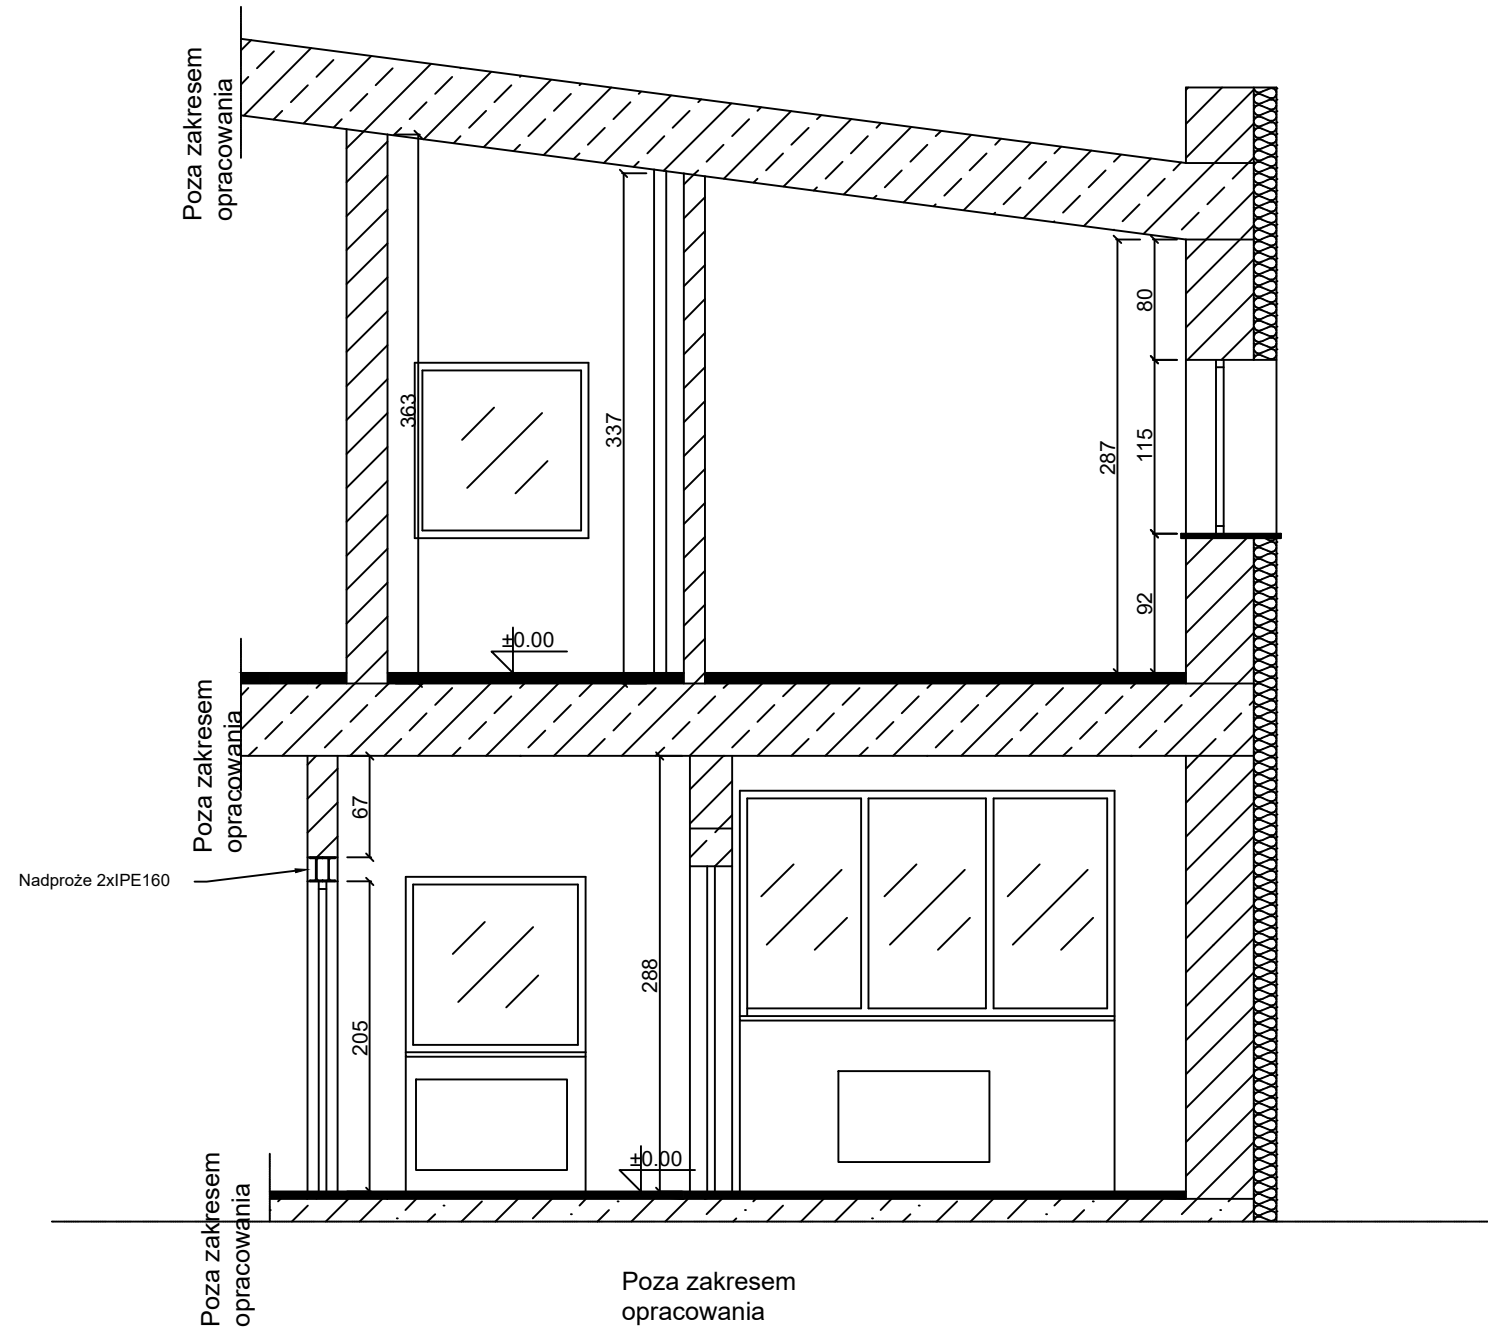 Poza zakresem
opracowania
80
363
337
287
115
92
±0.00
Poza zakresem
opracowania
67
Nadproże 2xIPE160
288
205
±0.00
Poza zakresem
opracowania
Poza zakresem
opracowania